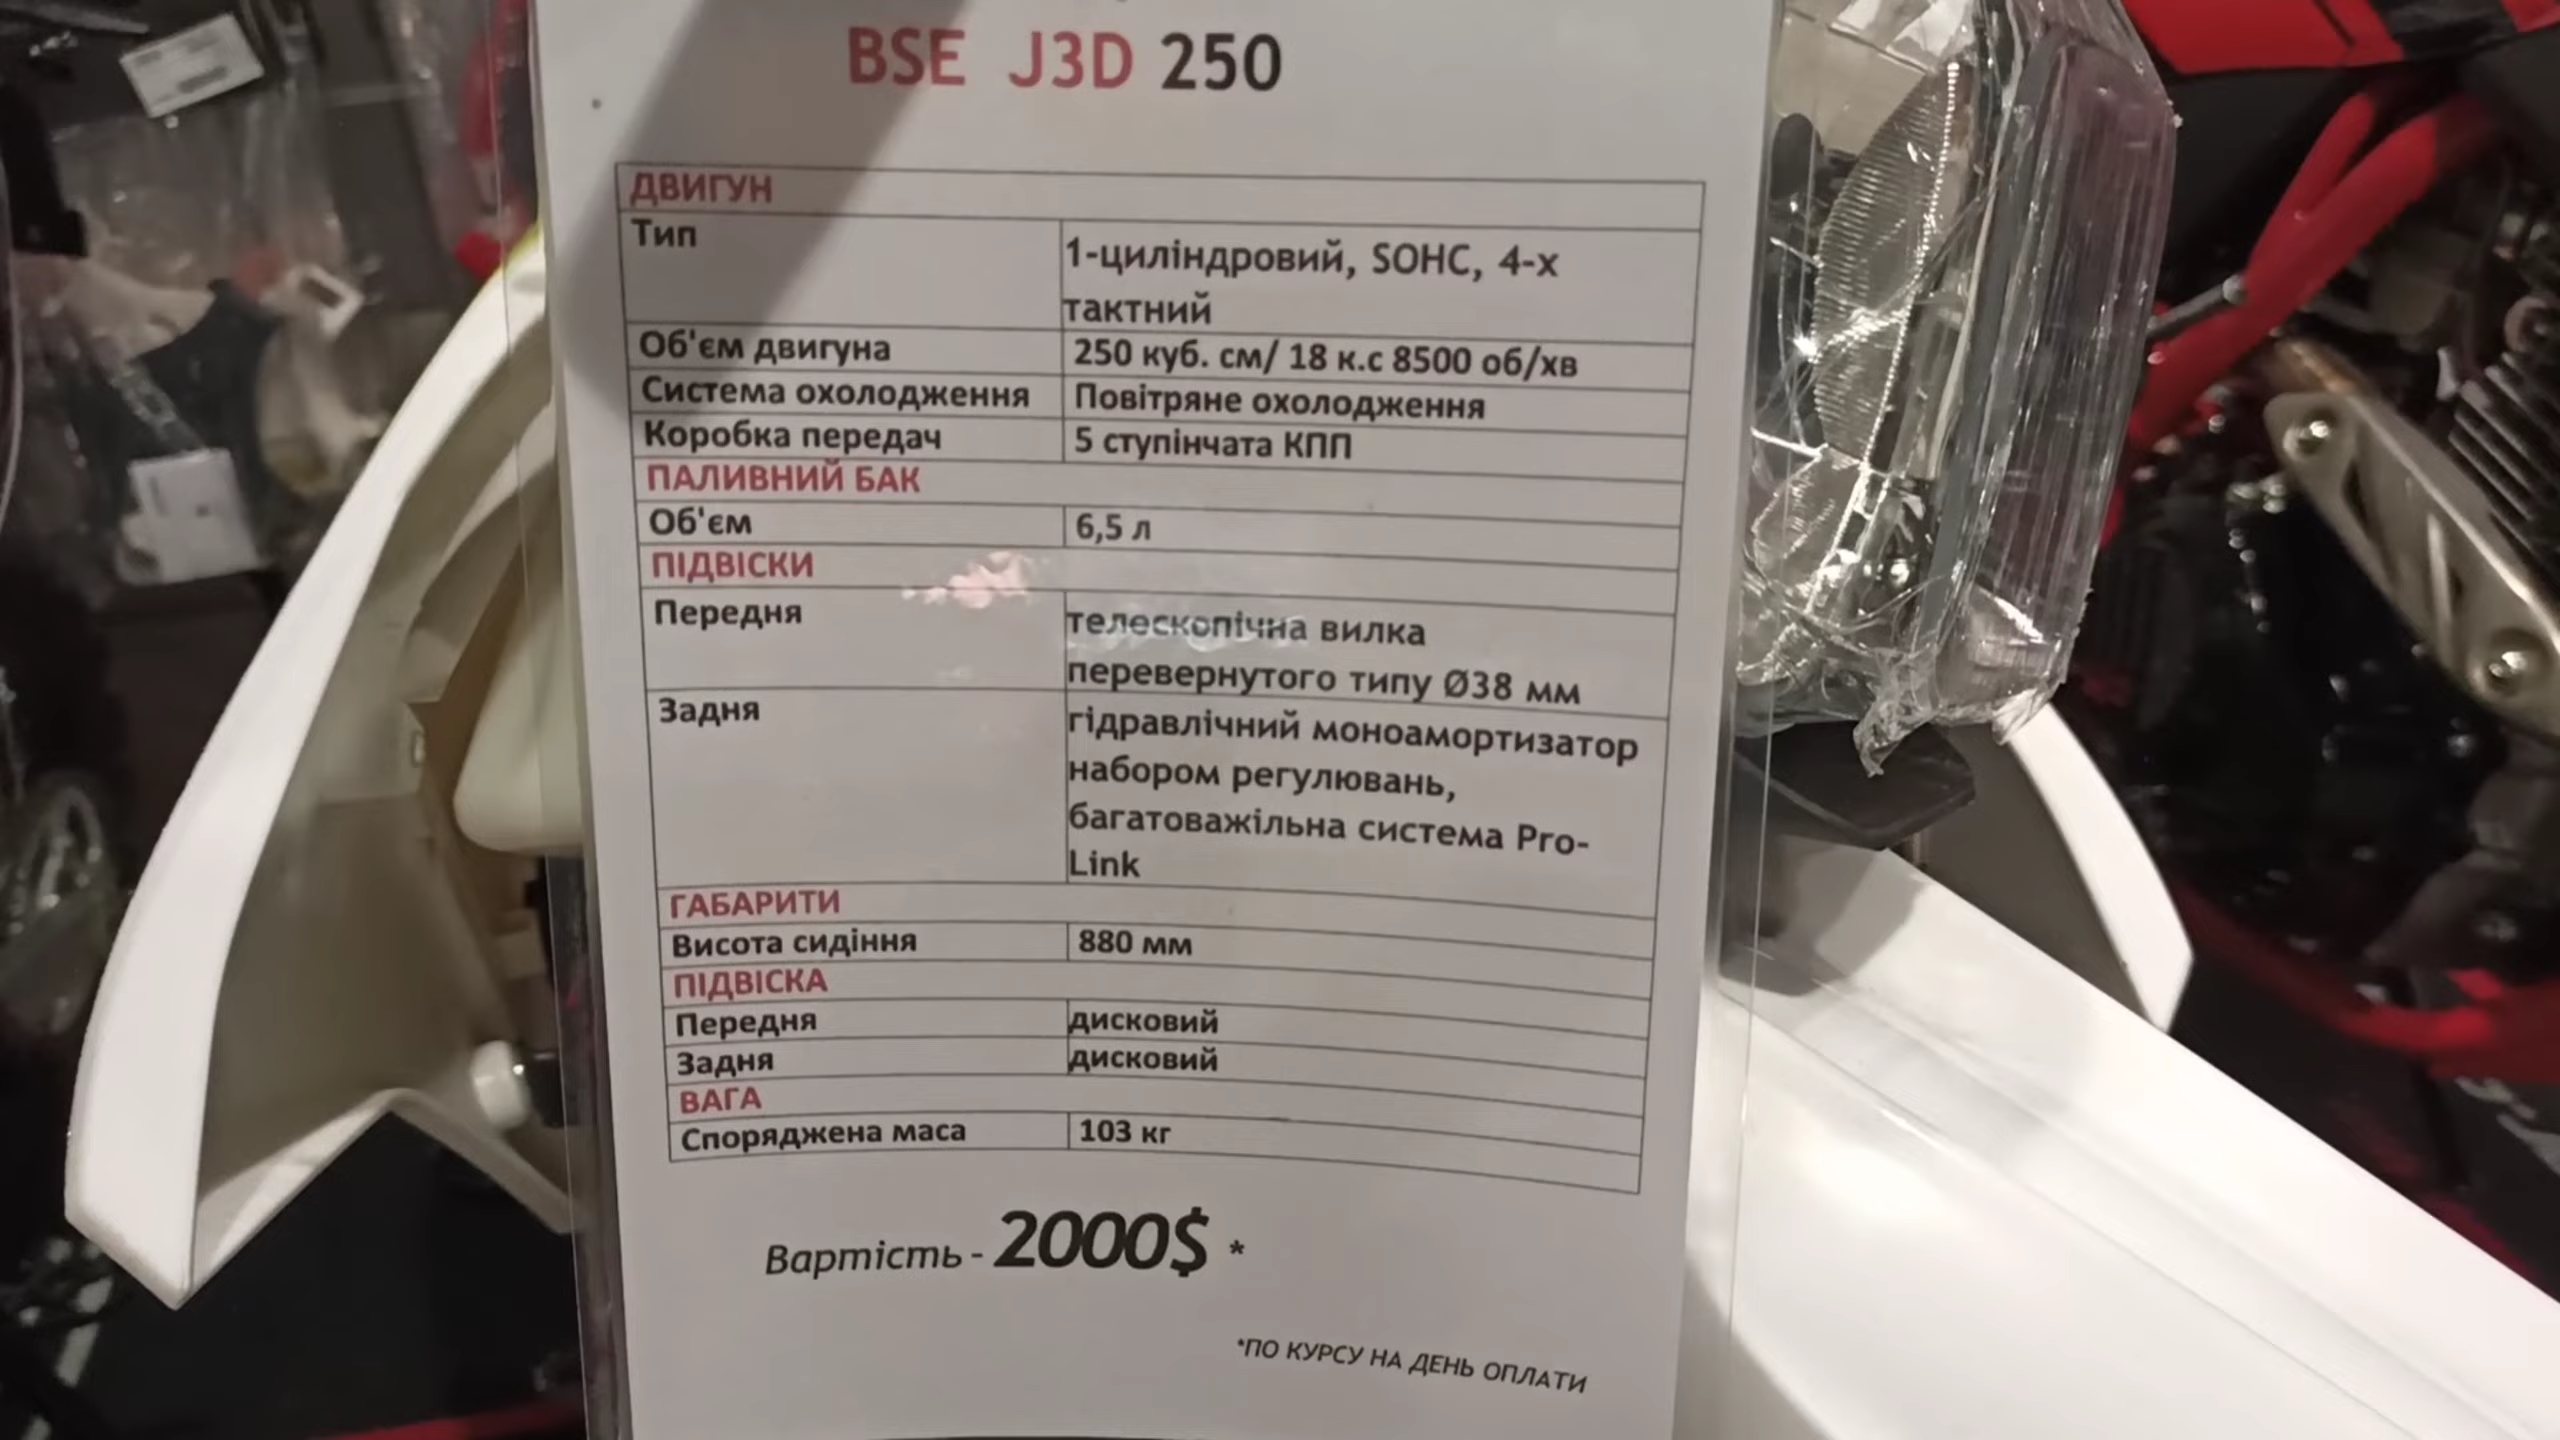 BSE J3D 250
ДВИГУН
Тип
1-циліндровий, SOHC, 4-х
тактний
Об'єм двигуна
250 куб. см/ 18 к.с 8500 об/хв
Система охолодження
Повітряне охолодження
Коробка передач
5 ступінчата КПП
ПАЛИВНИЙ БАК
Об'єм
6,5 л
ПІДВІСКИ
Передня
телескопічна вилка
перевернутого типу Ø38 мм
Задня
гідравлічний моноамортизатор
набором регулювань,
багатоважільна система Pro-
Link
ГАБАРИТИ
Висота сидіння
880 мм
ПІДВІСКА
Передня
дисковий
Задня
дисковий
ВАГА
Споряджена маса
103 кг
Вартість - 2000$ *
*ПО КУРСУ НА ДЕНЬ ОПЛАТИ